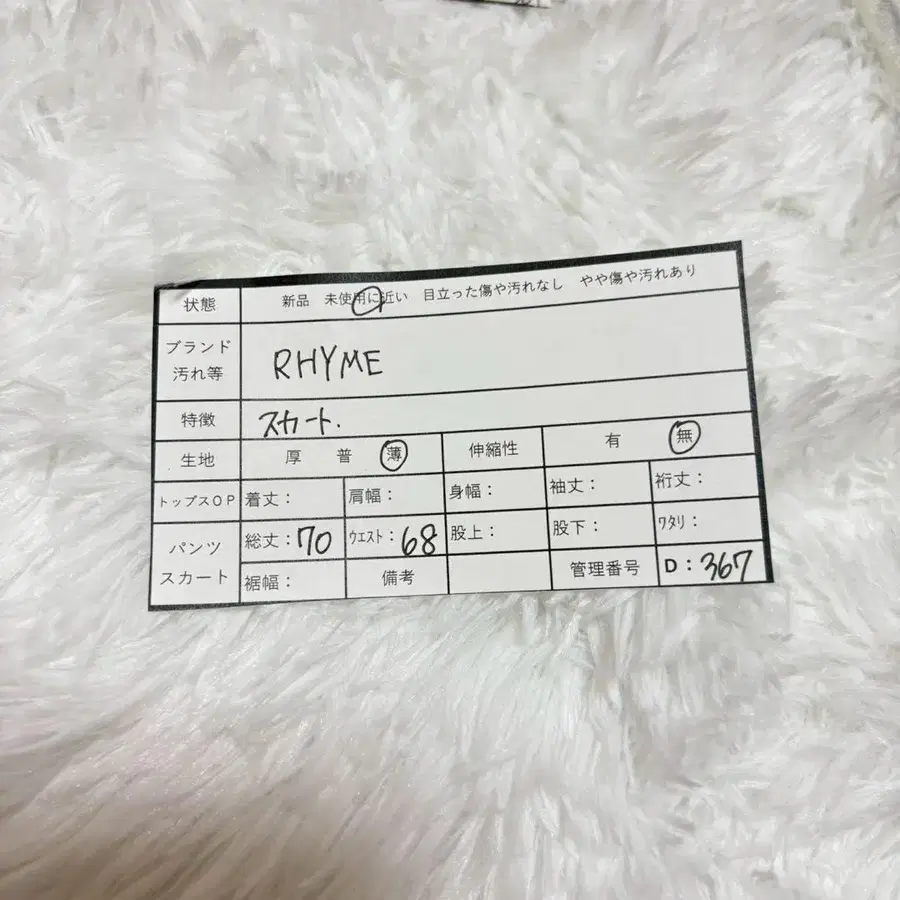 状態 新品 未使用に近い 目立った傷や汚れなし やや傷や汚れあり
ブランド
汚れ等 RHYME
特徴 スカート.
生地 厚 普 薄 伸縮性 有 無
トップスOP 着丈： 肩幅： 身幅： 袖丈： 裄丈：
パンツ
スカート
総丈：70 ウエスト：68 股上： 股下： ワタリ：
裾幅： 備考 管理番号 D：367